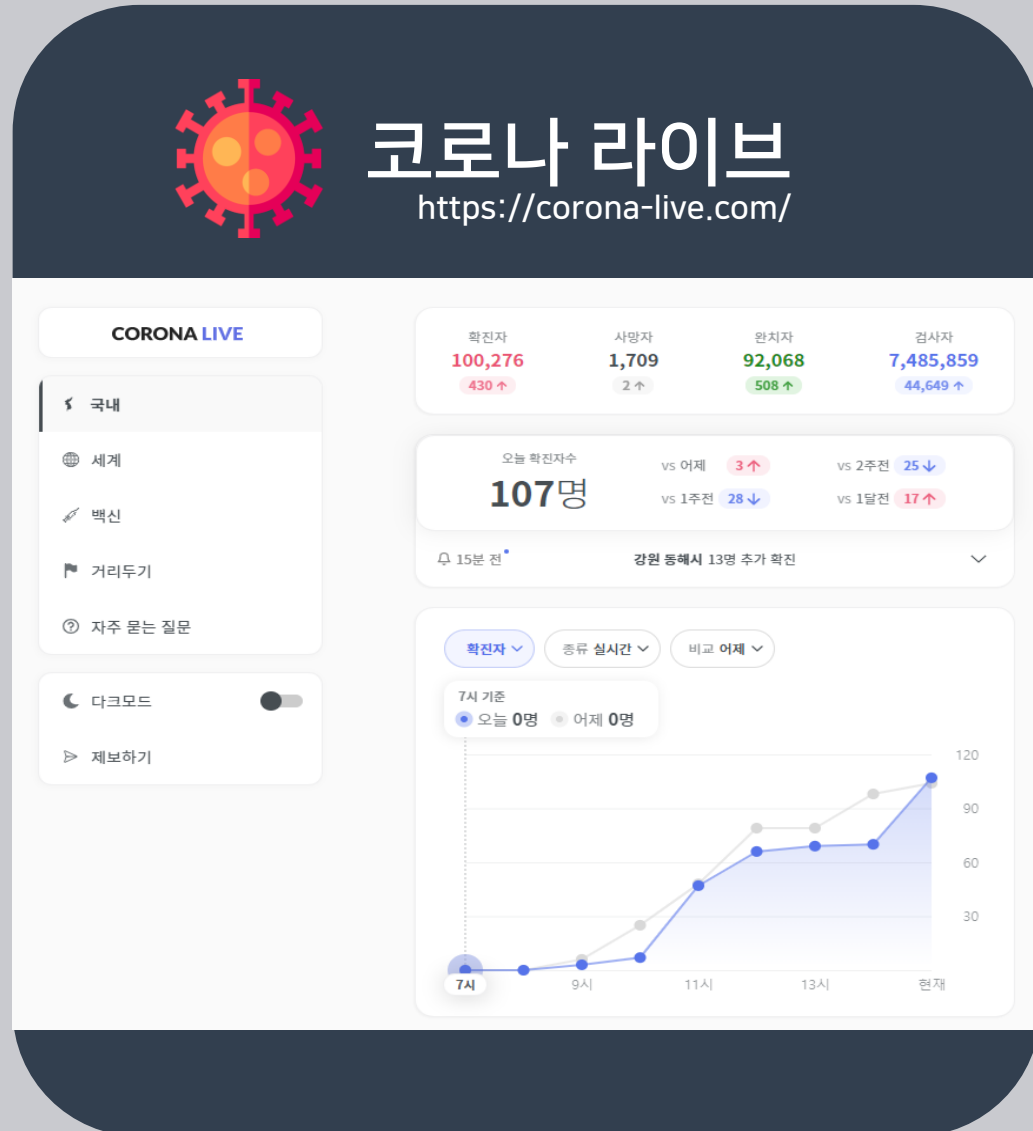 코로나 라이브
https://corona-live.com/
CORONA LIVE
국내
세계
백신
거리두기
자주 묻는 질문
다크모드
제보하기
확진자 사망자 완치자 검사자
100,276 1,709 92,068 7,485,859
430 ↑ 2 ↑ 508 ↑ 44,649 ↑
오늘 확진자수
107명
vs 어제 3 ↑ vs 2주전 25 ↓
vs 1주전 28 ↓ vs 1달전 17 ↑
15분 전 강원 동해시 13명 추가 확진
확진자 종류 실시간 비교 어제
7시 기준
오늘 0명 어제 0명
120
90
60
30
7시 9시 11시 13시 현재